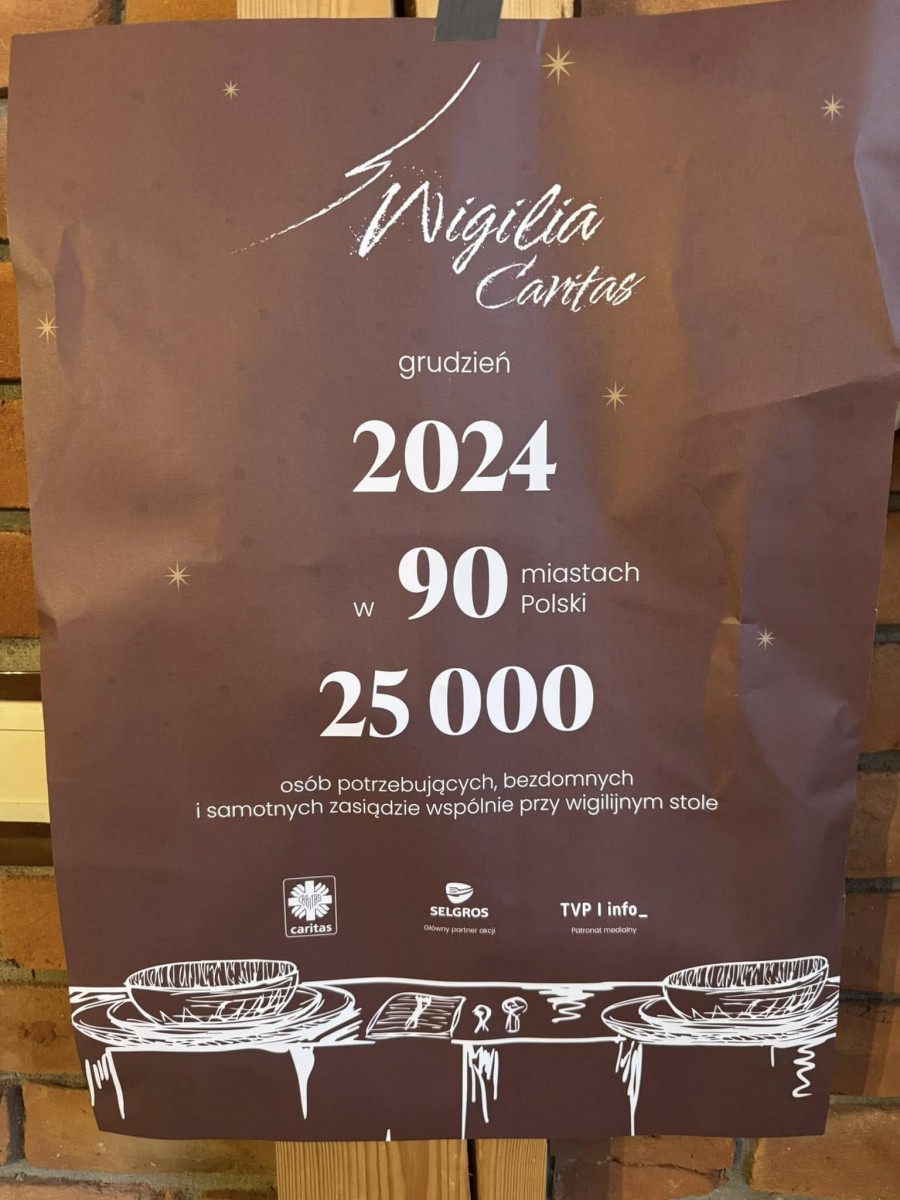 Wigilia
Caritas
grudzień
2024
w 90 miastach
Polski
25 000
osób potrzebujących, bezdomnych
i samotnych zasiądzie wspólnie przy wigilijnym stole
caritas
SELGROS
Główny partner akcji
TVP info_
Patronat medialny